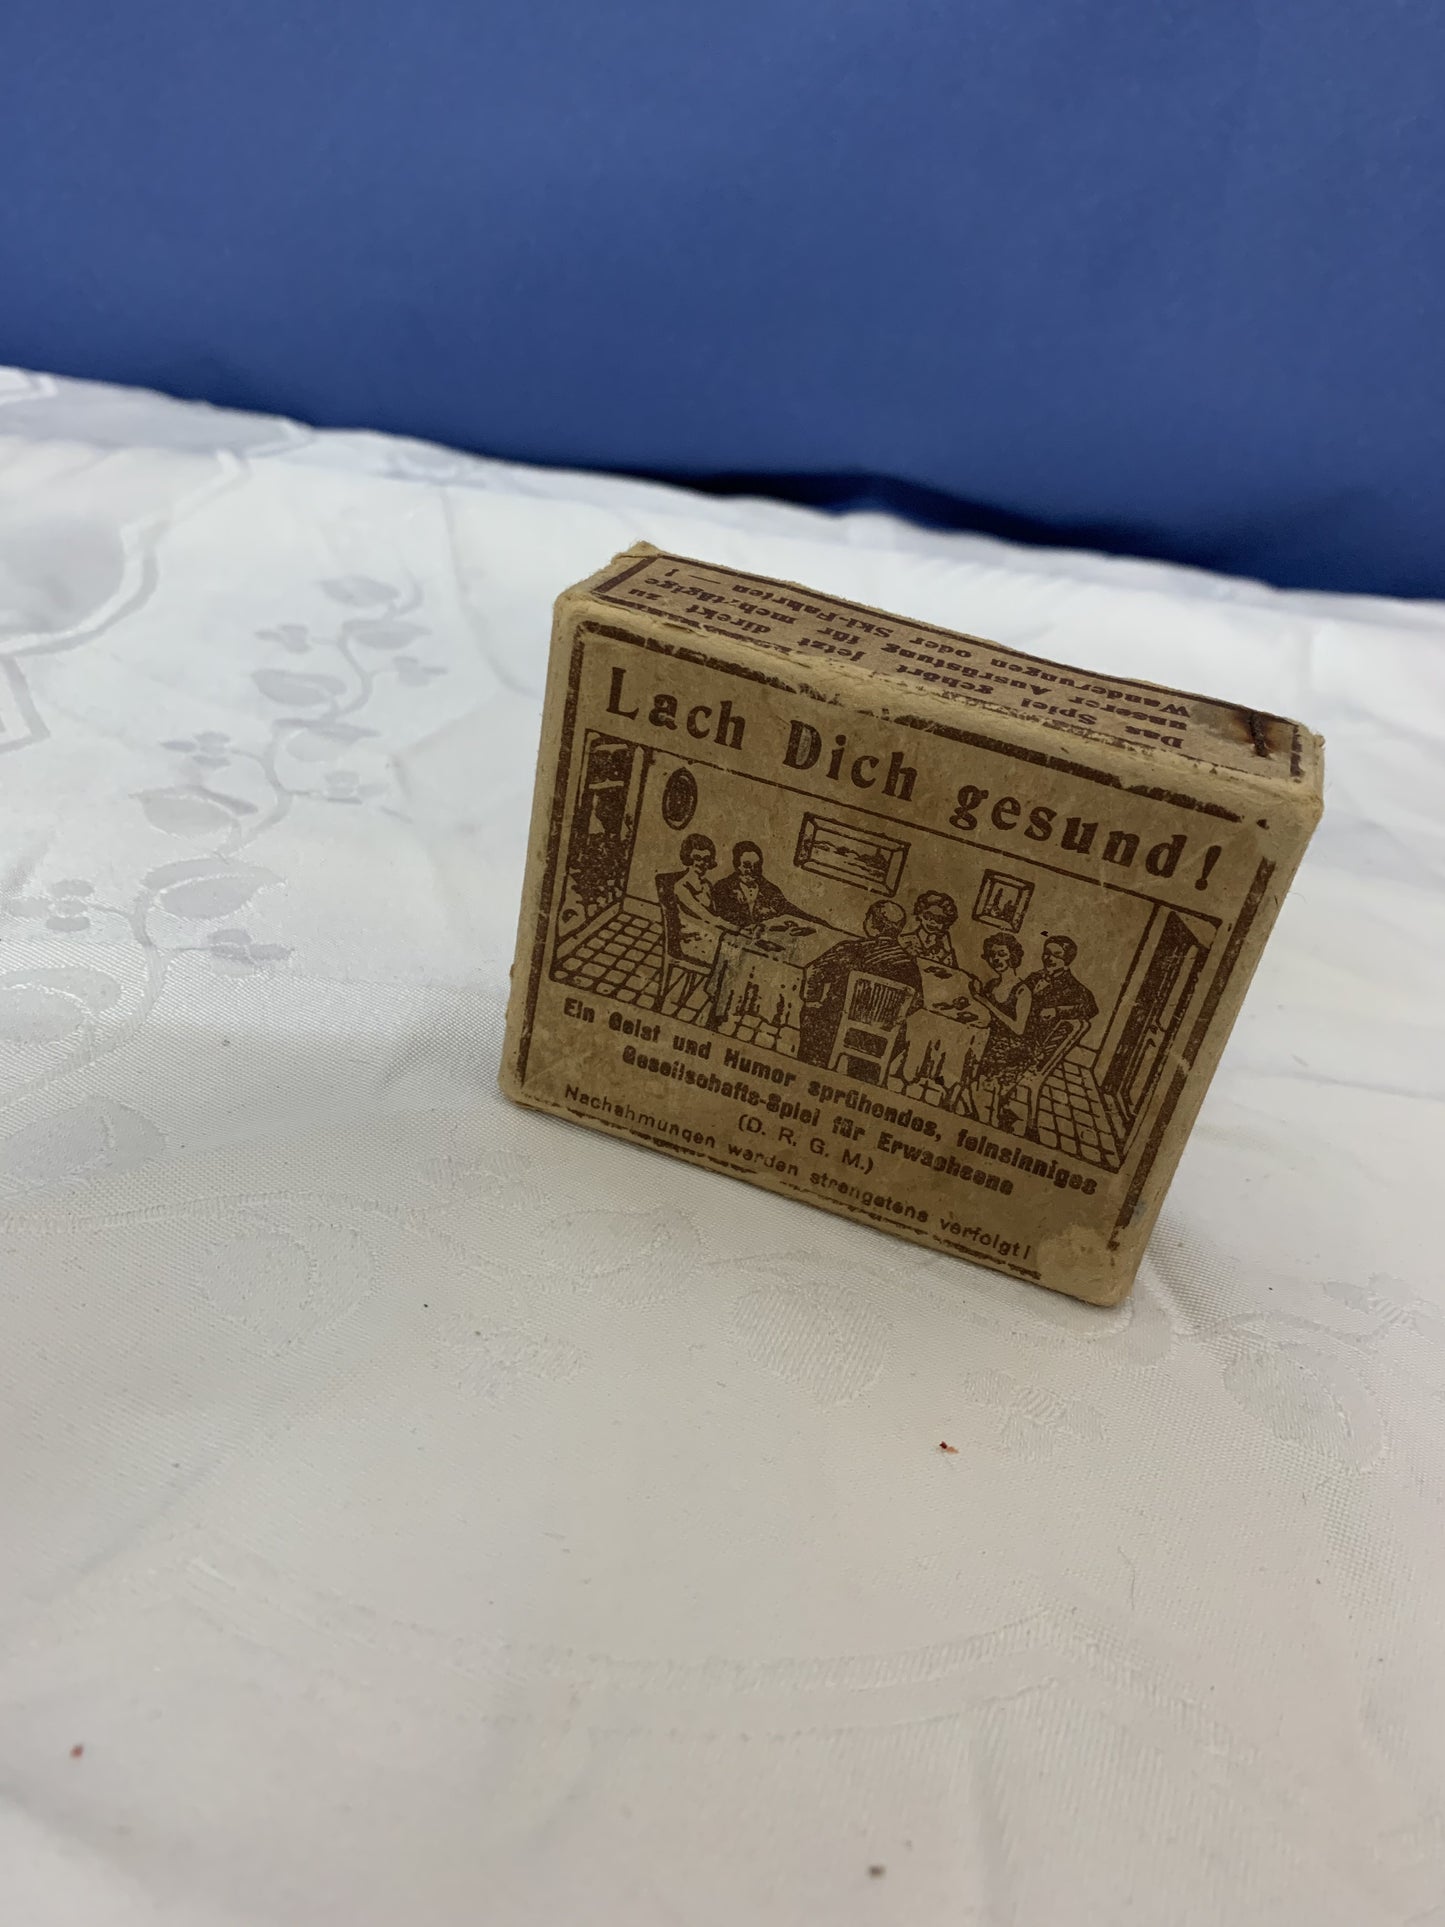 Lach Dich gesund!
Ein Geist und Humor sprühendes, feinsinniges
Gesellschafts-Spiel für Erwachsene
(D. R. G. M.)
Nachahmungen werden strengstens verfolgt!
Das Spiel gehört jetzt direkt zu
unserer Ausrüstung für mehrtägige
Wanderungen oder Ski-Fahrten — !